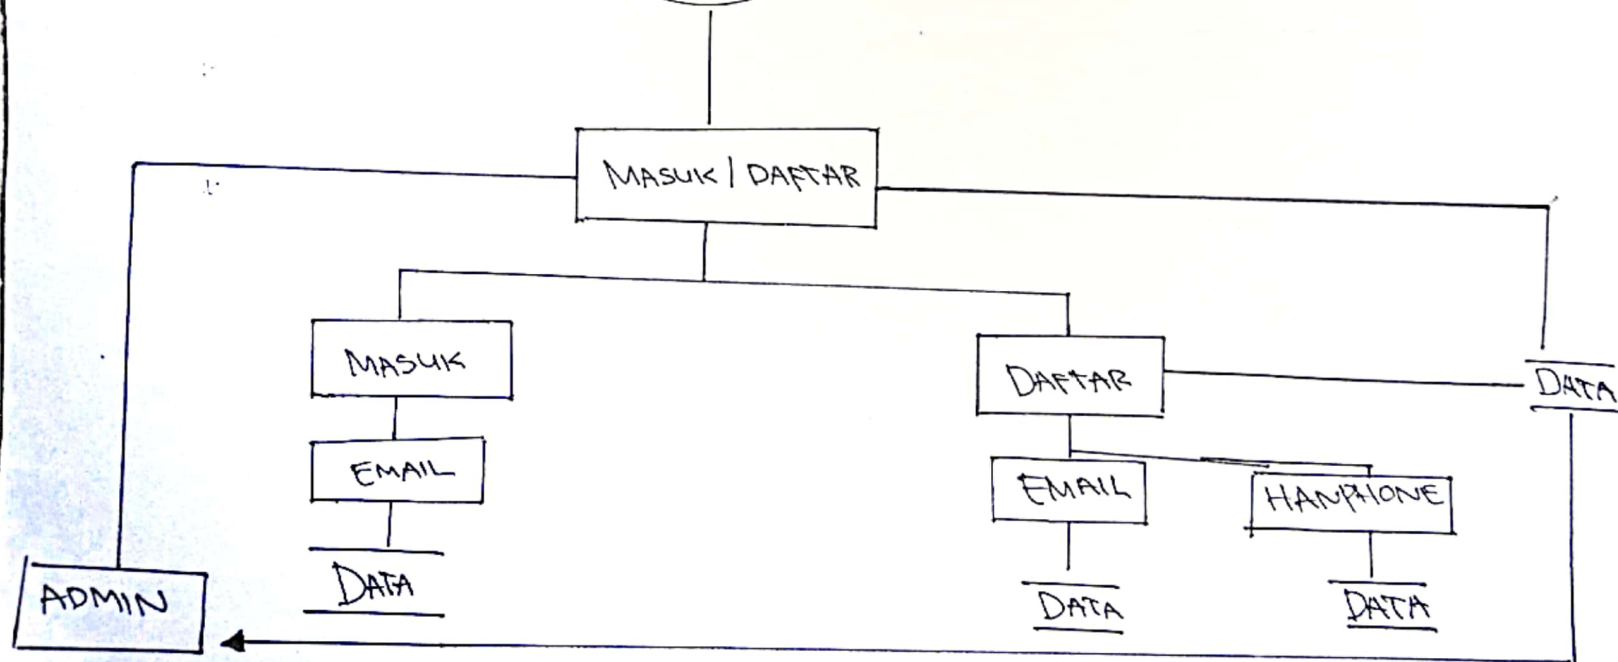 MASUK / DAFTAR
MASUK
DAFTAR
DATA
EMAIL
EMAIL
HANPHONE
DATA
ADMIN
DATA
DATA